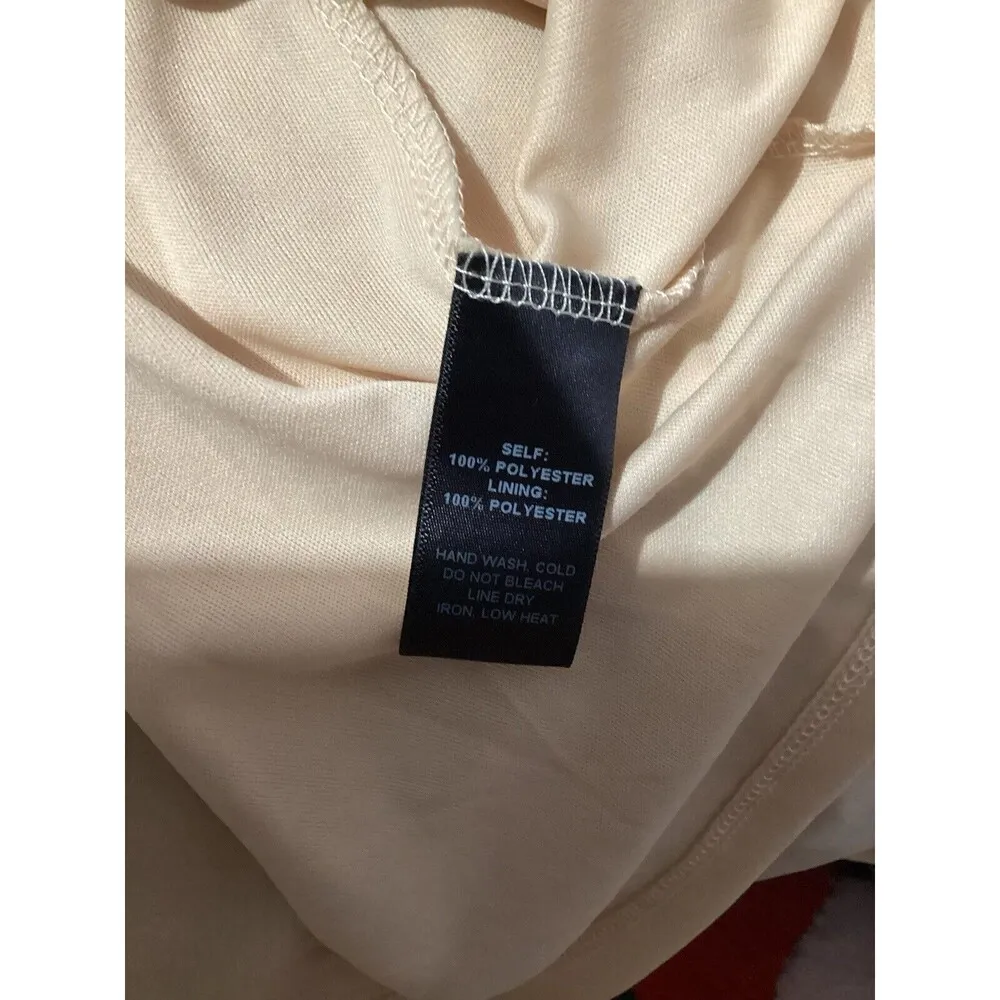 SELF:
100% POLYESTER
LINING:
100% POLYESTER
HAND WASH, COLD
DO NOT BLEACH
LINE DRY
IRON, LOW HEAT